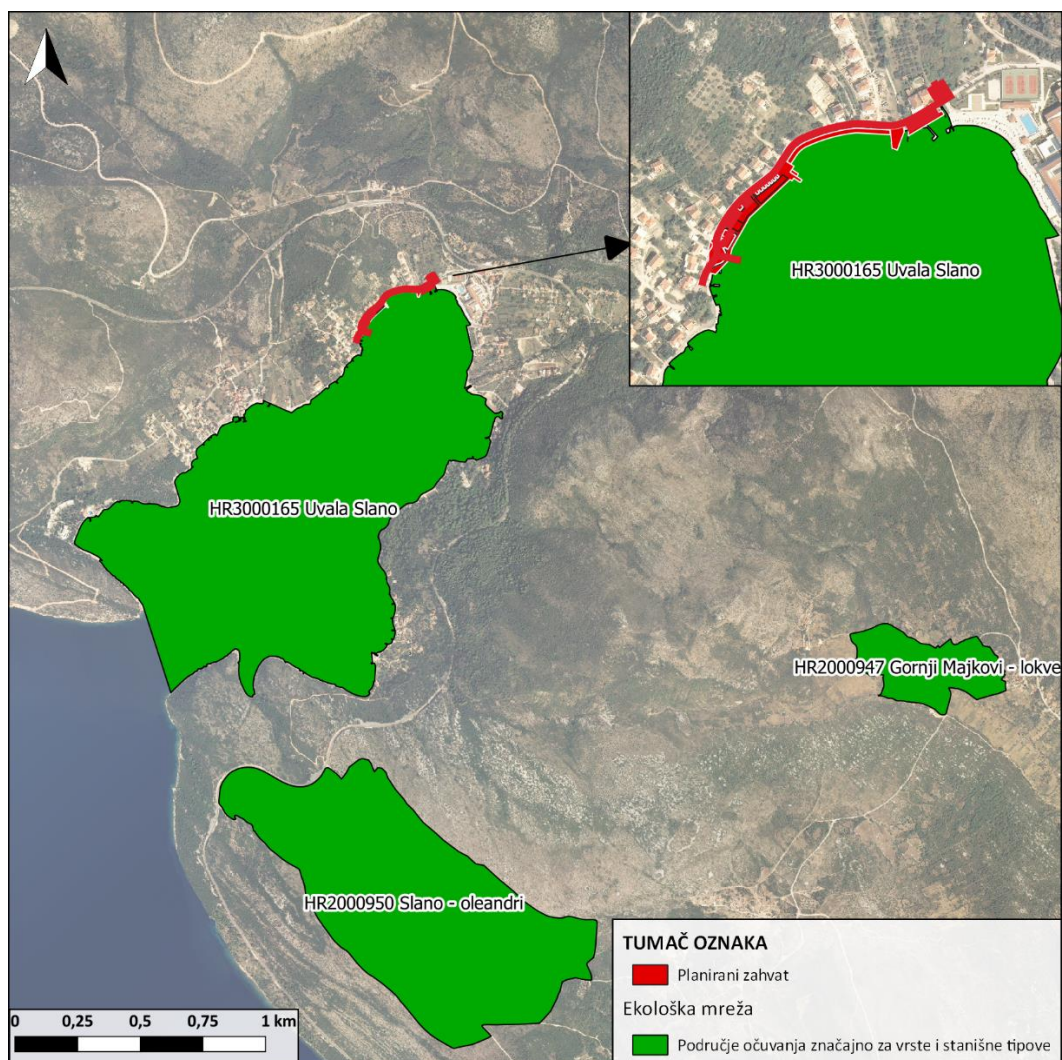 HR3000165 Uvala Slano
HR3000165 Uvala Slano
HR2000947 Gornji Majkovi - lokve
HR2000950 Slano - oleandri
TUMAČ OZNAKA
Planirani zahvat
Ekološka mreža
Područje očuvanja značajno za vrste i stanišne tipove
0 0,25 0,5 0,75 1 km